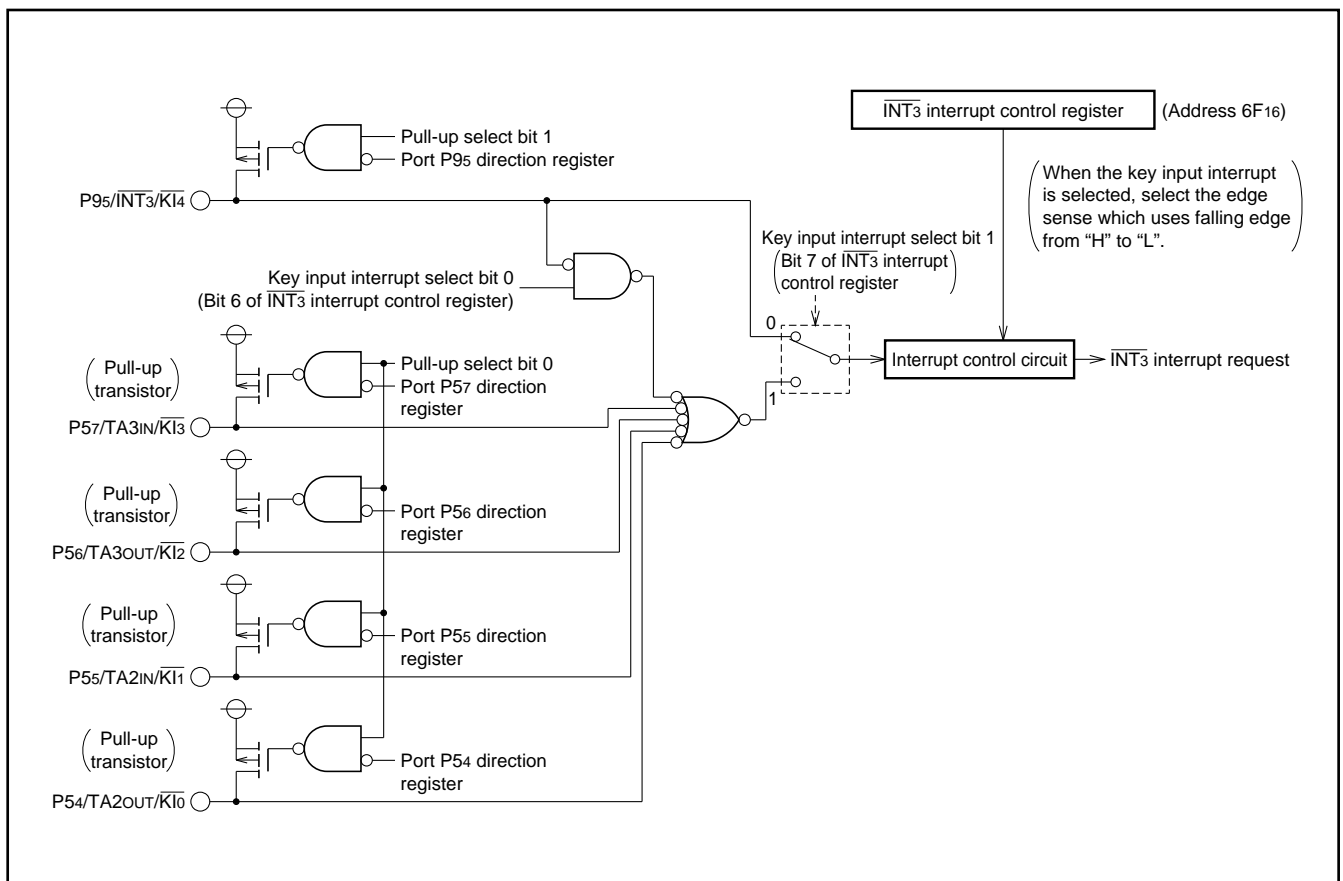 Pull-up select bit 1
Port P95 direction register
P95/INT3/KI4
INT3 interrupt control register
(Address 6F16)
When the key input interrupt
is selected, select the edge
sense which uses falling edge
from “H” to “L”.
Key input interrupt select bit 1
(Bit 7 of INT3 interrupt
control register)
Key input interrupt select bit 0
(Bit 6 of INT3 interrupt control register)
0
1
Interrupt control circuit
INT3 interrupt request
(Pull-up
transistor)
Pull-up select bit 0
Port P57 direction
register
P57/TA3IN/KI3
(Pull-up
transistor)
Port P56 direction
register
P56/TA3OUT/KI2
(Pull-up
transistor)
Port P55 direction
register
P55/TA2IN/KI1
(Pull-up
transistor)
Port P54 direction
register
P54/TA2OUT/KI0